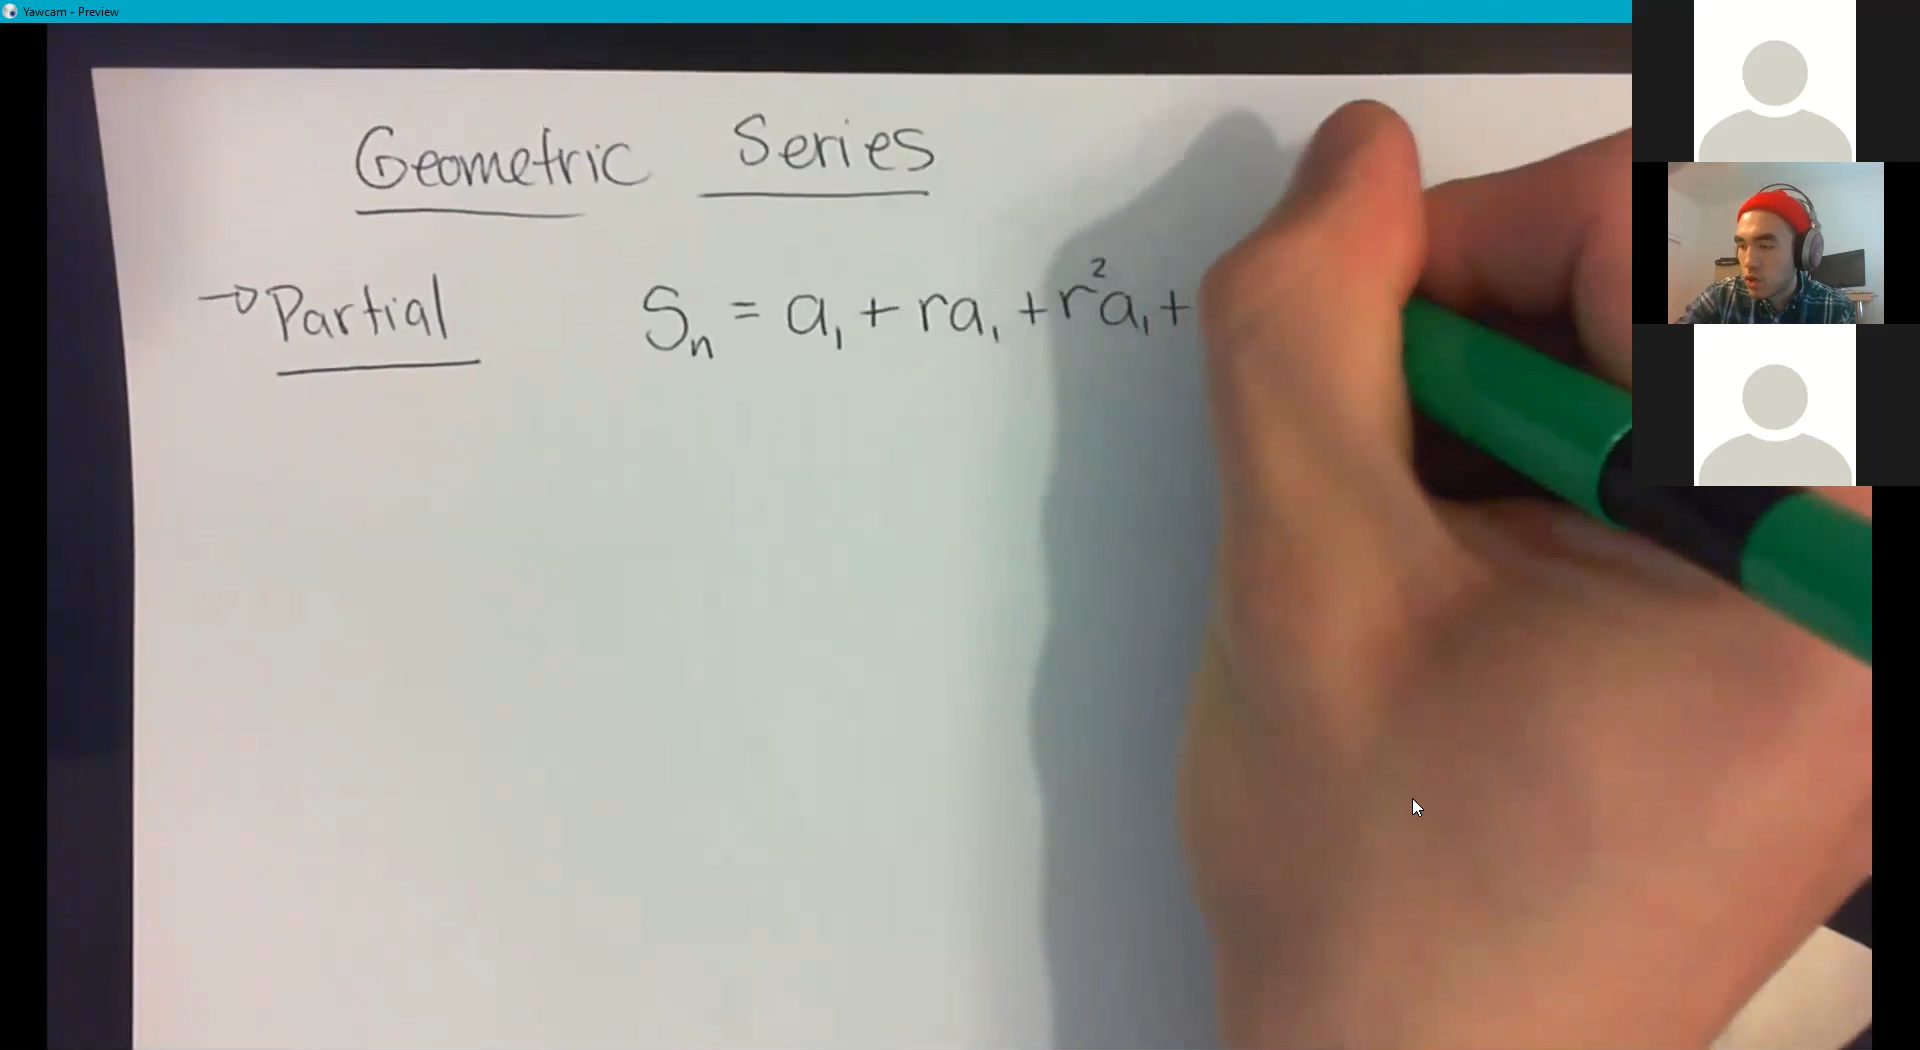 Yawcam - Preview
Geometric Series
→ Partial Sₙ = a₁ + ra₁ + r²a₁ +